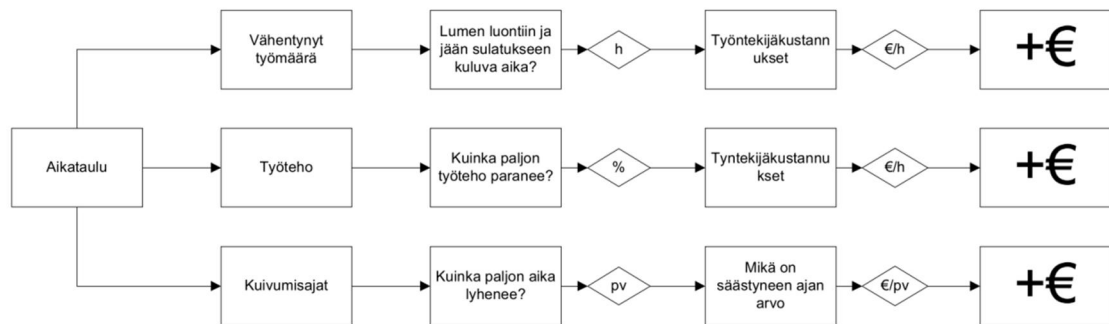 Vähentynyt
työmäärä
Lumen luontiin ja
jään sulatukseen
kuluva aika?
h
Työntekijäkustann
ukset
€/h
+€
Aikataulu
Työteho
Kuinka paljon
työteho paranee?
%
Tyntekijäkustannu
kset
€/h
+€
Kuivumisajat
Kuinka paljon aika
lyhenee?
pv
Mikä on
säästyneen ajan
arvo
€/pv
+€